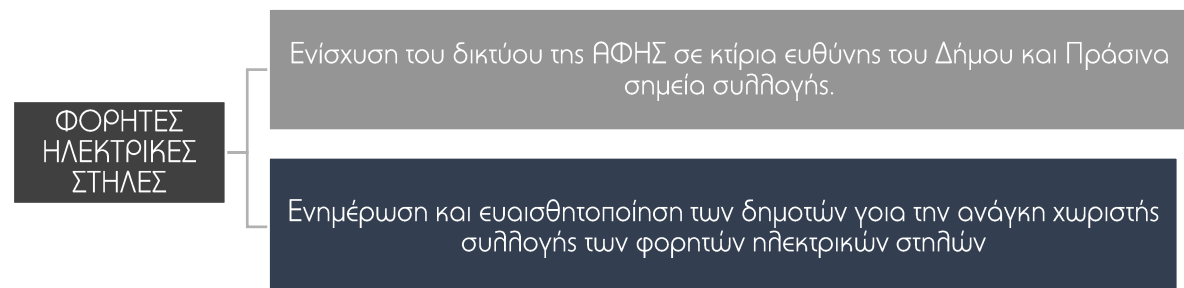 ΦΟΡΗΤΕΣ
ΗΛΕΚΤΡΙΚΕΣ
ΣΤΗΛΕΣ
Ενίσχυση του δικτύου της ΑΦΗΣ σε κτίρια ευθύνης του Δήμου και Πράσινα
σημεία συλλογής.
Ενημέρωση και ευαισθητοποίηση των δημοτών γοια την ανάγκη χωριστής
συλλογής των φορητών ηλεκτρικών στηλών